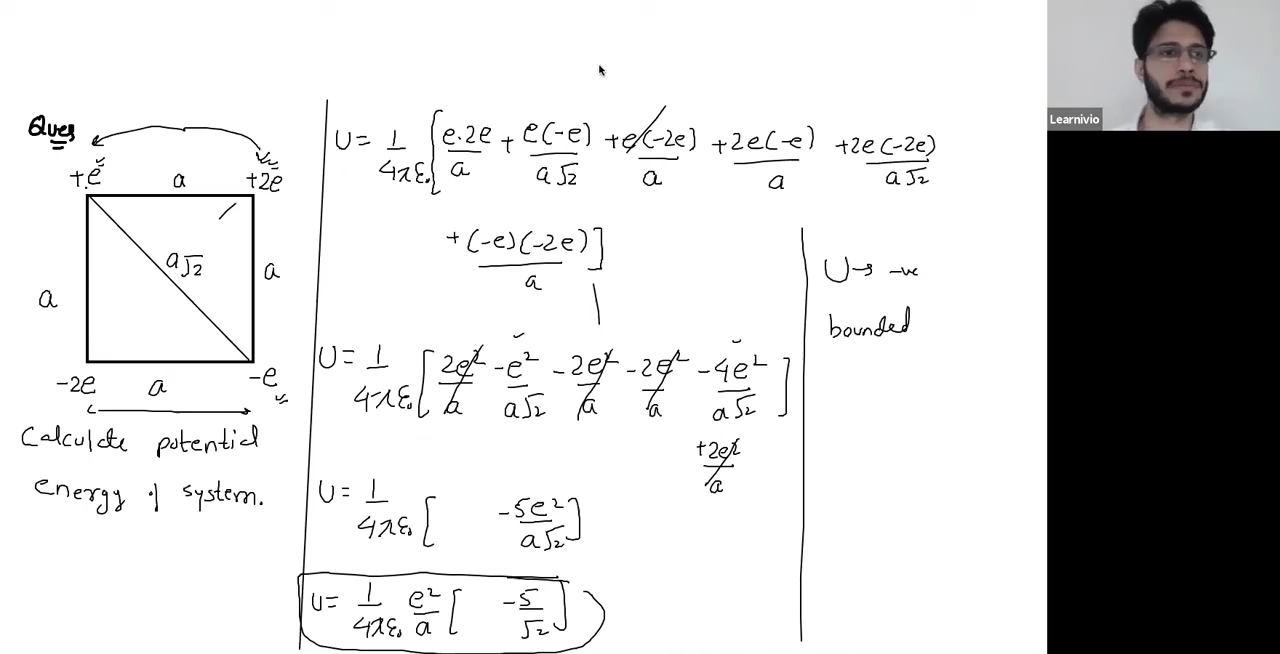 Ques
+e a +2e
a√2
a a
-2e a -e
Calculate potential
energy of system.
U = 1/4πε₀ [ e·2e/a + e(-e)/a√2 + e(-2e)/a + 2e(-e)/a + 2e(-2e)/a√2
+ (-e)(-2e)/a ]
U = 1/4πε₀ [ 2e²/a - e²/a√2 - 2e²/a - 2e²/a - 4e²/a√2 ]
+2e²/a
U = 1/4πε₀ [ -5e²/a√2 ]
U = 1/4πε₀ e²/a [ -5/√2 ]
U → -ve
bounded
Learnivio